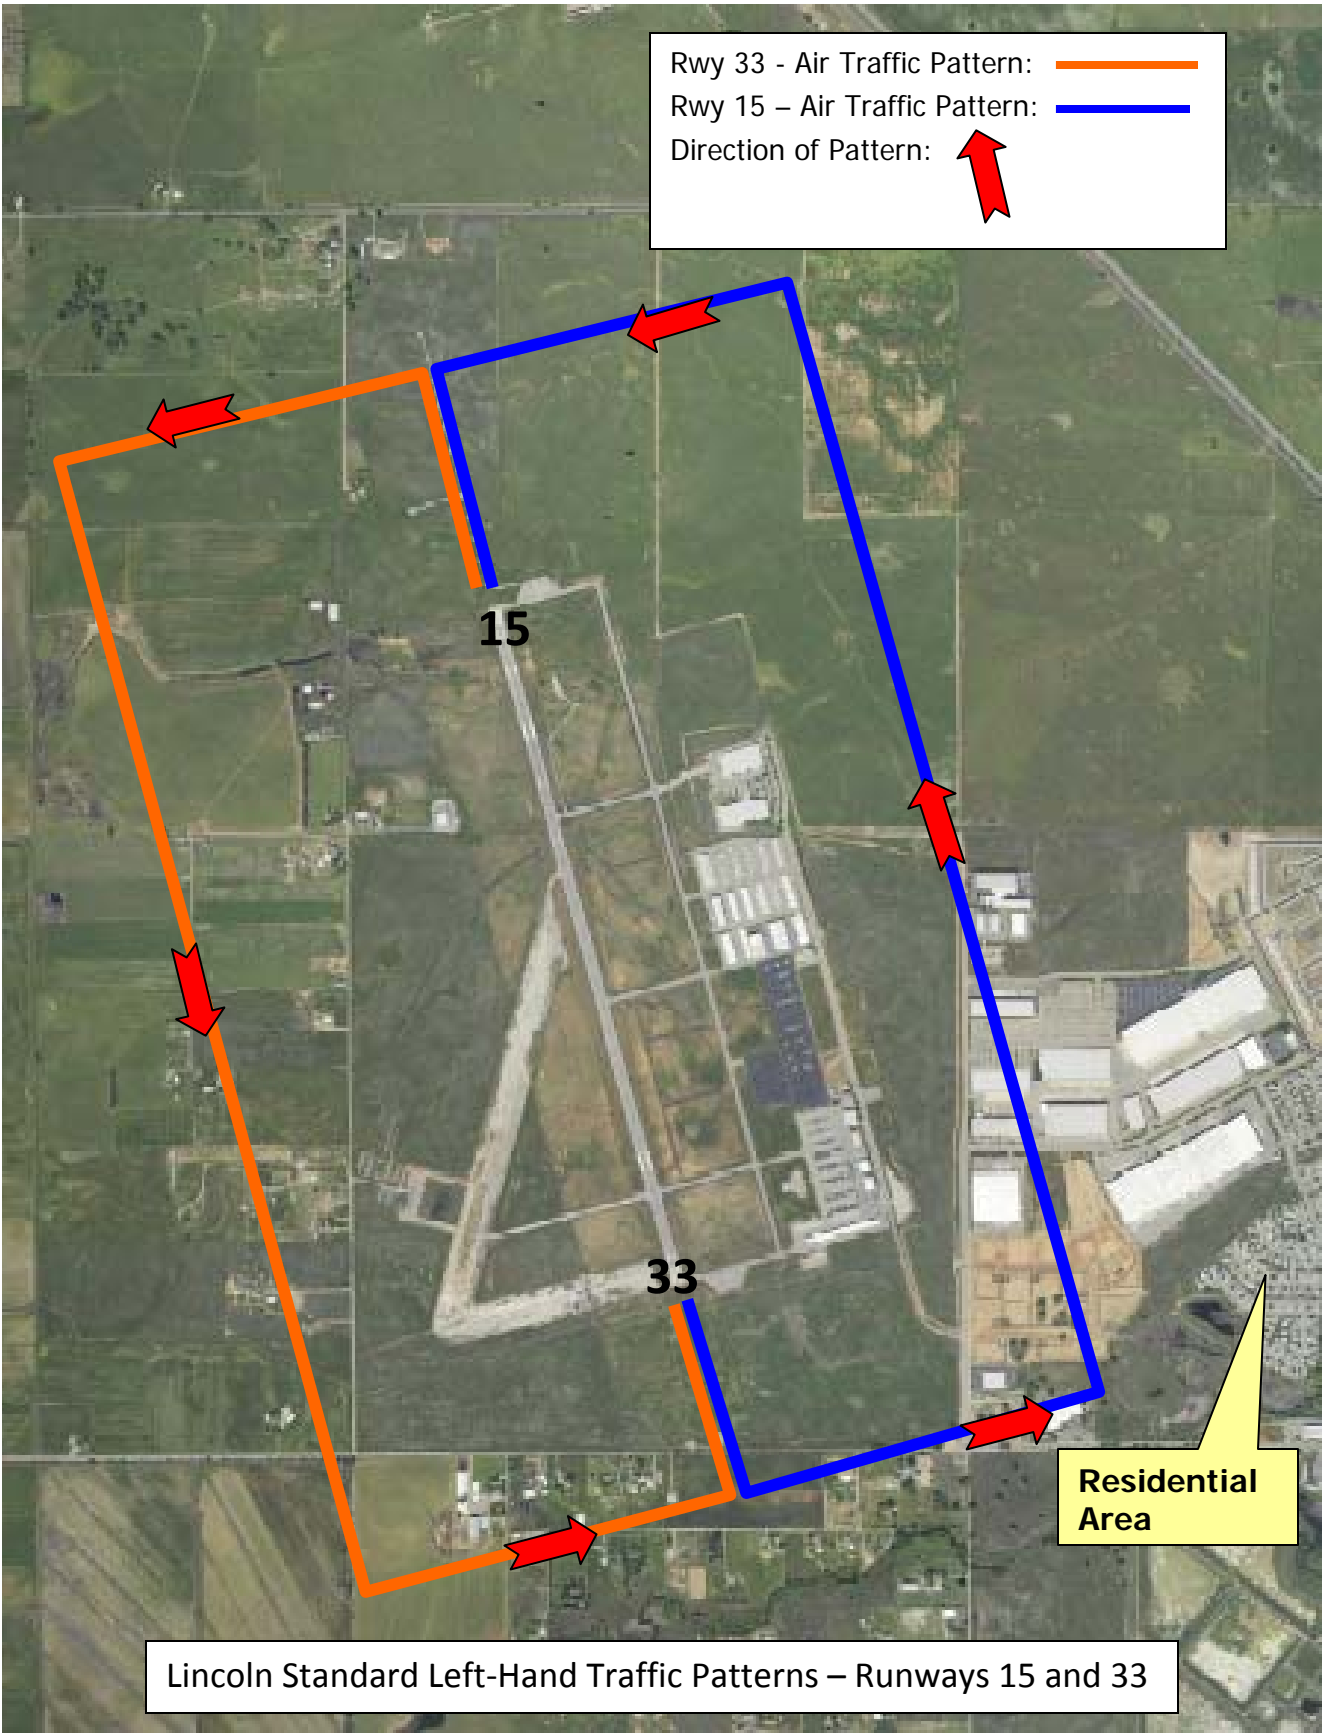 Rwy 33 - Air Traffic Pattern:
Rwy 15 – Air Traffic Pattern:
Direction of Pattern:
15
33
Residential
Area
Lincoln Standard Left-Hand Traffic Patterns – Runways 15 and 33